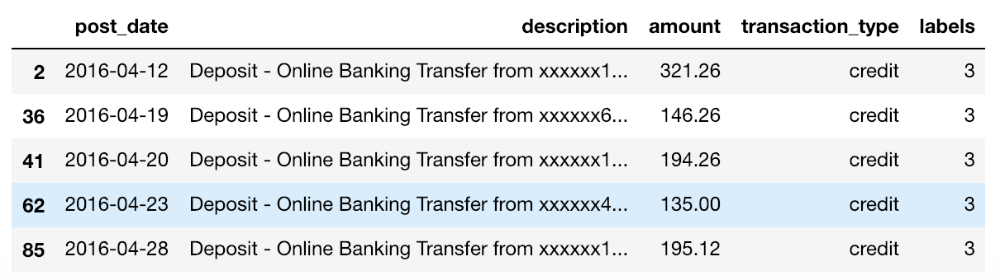 post_date description amount transaction_type labels
2 2016-04-12 Deposit - Online Banking Transfer from xxxxxx1... 321.26 credit 3
36 2016-04-19 Deposit - Online Banking Transfer from xxxxxx6... 146.26 credit 3
41 2016-04-20 Deposit - Online Banking Transfer from xxxxxx1... 194.26 credit 3
62 2016-04-23 Deposit - Online Banking Transfer from xxxxxx4... 135.00 credit 3
85 2016-04-28 Deposit - Online Banking Transfer from xxxxxx1... 195.12 credit 3